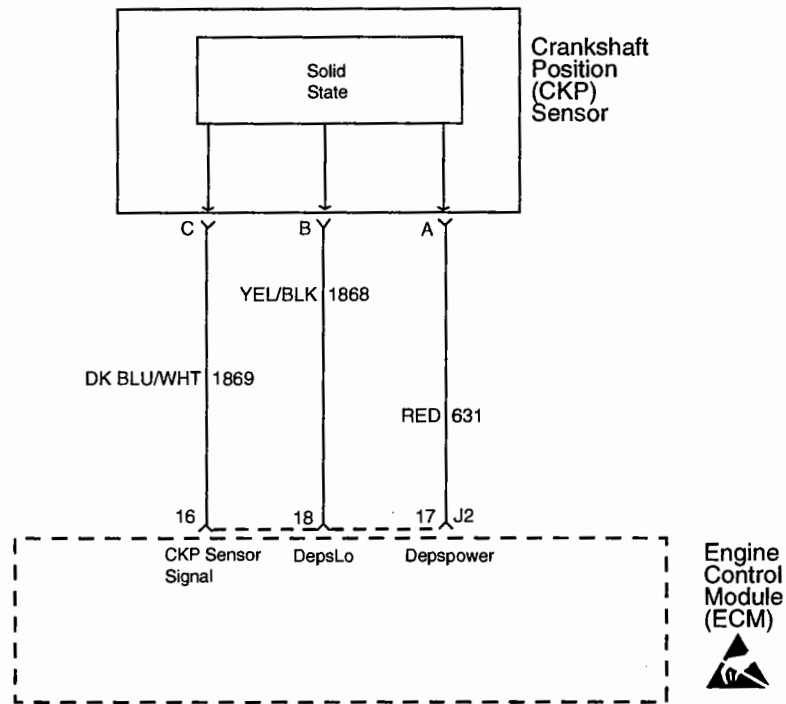 Solid
State
Crankshaft
Position
(CKP)
Sensor
C
B
A
YEL/BLK 1868
DK BLU/WHT 1869
RED 631
16
18
17 J2
CKP Sensor
Signal
DepsLo
Depspower
Engine
Control
Module
(ECM)